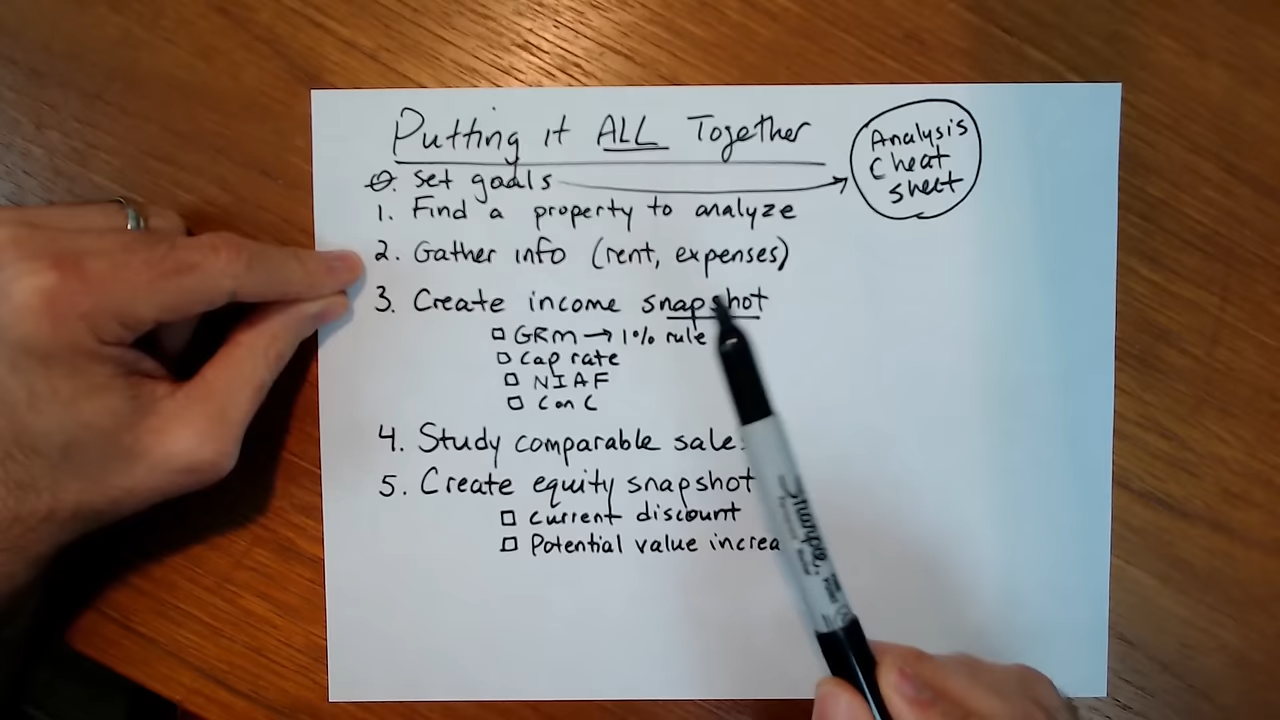 Putting it ALL Together
Analysis
Cheat
sheet
0. Set goals
1. Find a property to analyze
2. Gather info (rent, expenses)
3. Create income snapshot
GRM → 1% rule
Cap rate
NIAF
Con C
4. Study comparable sale
5. Create equity snapshot
Current discount
Potential value increa
Sharpie